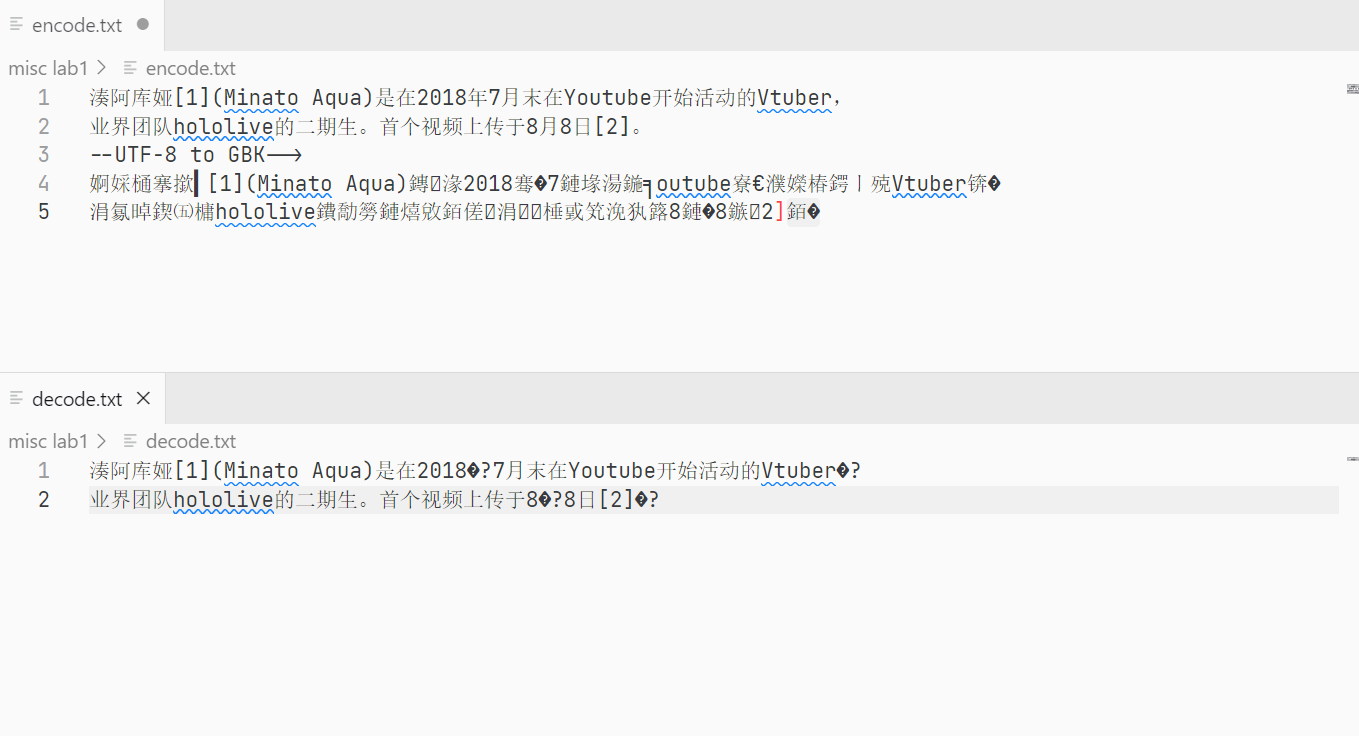 encode.txt
misc lab1 > encode.txt
1 湊阿库娅[1](Minato Aqua)是在2018年7月末在Youtube开始活动的Vtuber，
2 业界团队hololive的二期生。首个视频上传于8月8日[2]。
3 --UTF-8 to GBK-->
4 婀婇樋搴撳▍[1](Minato Aqua)鏄湪2018骞�7鏈堟湯鍦╕outube寮€濮嬫椿鍔ㄧ殑Vtuber锛�
5 涓氱晫鍥㈤槦hololive鐨勪簩鏈熺敓銆傞涓棰戜笂浼犱簬8鏈�8鏃2]銆�
decode.txt
misc lab1 > decode.txt
1 湊阿库娅[1](Minato Aqua)是在2018�?7月末在Youtube开始活动的Vtuber�?
2 业界团队hololive的二期生。首个视频上传于8�?8日[2]�?